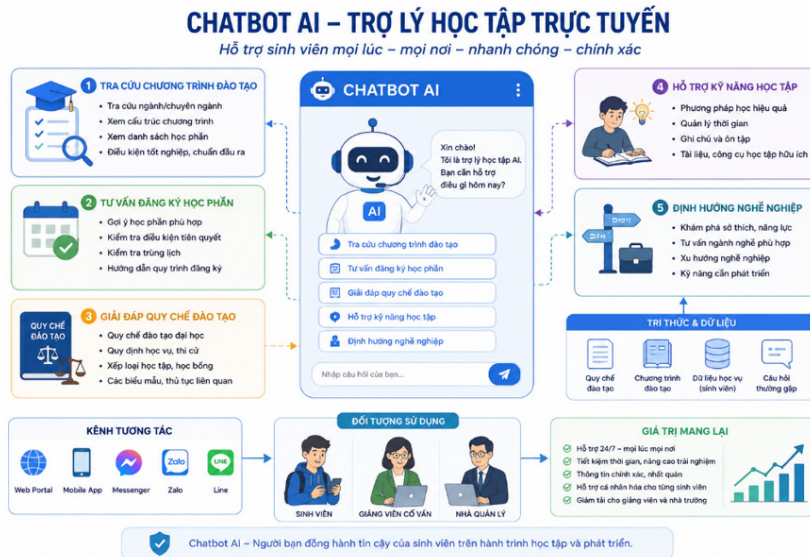 CHATBOT AI – TRỢ LÝ HỌC TẬP TRỰC TUYẾN
Hỗ trợ sinh viên mọi lúc – mọi nơi – nhanh chóng – chính xác
1 TRA CỨU CHƯƠNG TRÌNH ĐÀO TẠO
• Tra cứu ngành/chuyên ngành
• Xem cấu trúc chương trình
• Xem danh sách học phần
• Điều kiện tốt nghiệp, chuẩn đầu ra
2 TƯ VẤN ĐĂNG KÝ HỌC PHẦN
• Gợi ý học phần phù hợp
• Kiểm tra điều kiện tiên quyết
• Kiểm tra trùng lịch
• Hướng dẫn quy trình đăng ký
QUY CHẾ
ĐÀO TẠO
3 GIẢI ĐÁP QUY CHẾ ĐÀO TẠO
• Quy chế đào tạo đại học
• Quy định học vụ, thi cử
• Xếp loại học tập, học bổng
• Các biểu mẫu, thủ tục liên quan
CHATBOT AI
Xin chào!
Tôi là trợ lý học tập AI.
Bạn cần hỗ trợ
điều gì hôm nay?
AI
Tra cứu chương trình đào tạo
Tư vấn đăng ký học phần
Giải đáp quy chế đào tạo
Hỗ trợ kỹ năng học tập
Định hướng nghề nghiệp
Nhập câu hỏi của bạn...
4 HỖ TRỢ KỸ NĂNG HỌC TẬP
• Phương pháp học hiệu quả
• Quản lý thời gian
• Ghi chú và ôn tập
• Tài liệu, công cụ học tập hữu ích
5 ĐỊNH HƯỚNG NGHỀ NGHIỆP
• Khám phá sở thích, năng lực
• Tư vấn ngành nghề phù hợp
• Xu hướng nghề nghiệp
• Kỹ năng cần phát triển
TRI THỨC & DỮ LIỆU
Quy chế
đào tạo
Chương trình
đào tạo
Dữ liệu học vụ
(sinh viên)
Câu hỏi
thường gặp
KÊNH TƯƠNG TÁC
Zalo
LINE
Web Portal
Mobile App
Messenger
Zalo
Line
ĐỐI TƯỢNG SỬ DỤNG
SINH VIÊN
GIẢNG VIÊN CỐ VẤN
NHÀ QUẢN LÝ
GIÁ TRỊ MANG LẠI
Hỗ trợ 24/7 – mọi lúc mọi nơi
Tiết kiệm thời gian, nâng cao trải nghiệm
Thông tin chính xác, nhất quán
Hỗ trợ cá nhân hóa cho từng sinh viên
Giảm tải cho giảng viên và nhà trường
Chatbot AI – Người bạn đồng hành tin cậy của sinh viên trên hành trình học tập và phát triển.